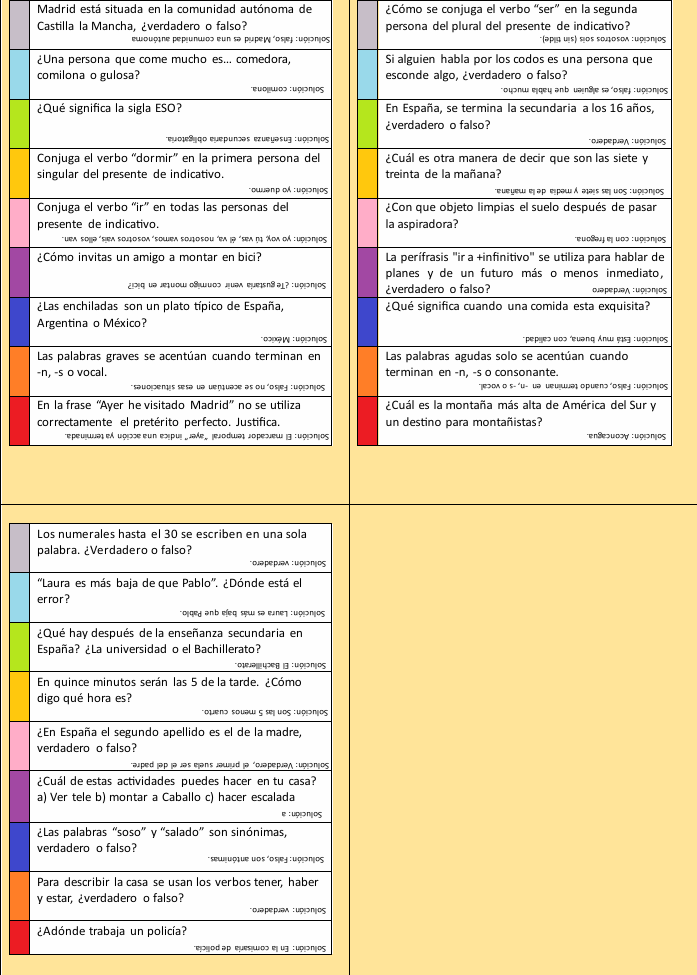 Madrid está situada en la comunidad autónoma de
Castilla la Mancha, ¿verdadero o falso?
Solución: falso, Madrid es una comunidad autónoma
¿Una persona que come mucho es... comedora,
comilona o gulosa?
Solución: comilona.
¿Qué significa la sigla ESO?
Solución: Enseñanza secundaria obligatoria.
Conjuga el verbo “dormir” en la primera persona del
singular del presente de indicativo.
Solución: yo duermo.
Conjuga el verbo “ir” en todas las personas del
presente de indicativo.
Solución: yo voy, tú vas, él va, nosotros vamos, vosotros vais, ellos van.
¿Cómo invitas un amigo a montar en bici?
Solución: ¿Te gustaría venir conmigo montar en bici?
¿Las enchiladas son un plato típico de España,
Argentina o México?
Solución: México.
Las palabras graves se acentúan cuando terminan en
-n, -s o vocal.
Solución: Falso, no se acentúan en esas situaciones.
En la frase “Ayer he visitado Madrid” no se utiliza
correctamente el pretérito perfecto. Justifica.
Solución: El marcador temporal “ayer” indica una acción ya terminada.
¿Cómo se conjuga el verbo “ser” en la segunda
persona del plural del presente de indicativo?
Solución: vosotros sois (sin tilde).
Si alguien habla por los codos es una persona que
esconde algo, ¿verdadero o falso?
Solución: falso, es alguien que habla mucho.
En España, se termina la secundaria a los 16 años,
¿verdadero o falso?
Solución: Verdadero.
¿Cuál es otra manera de decir que son las siete y
treinta de la mañana?
Solución: Son las siete y media de la mañana.
¿Con que objeto limpias el suelo después de pasar
la aspiradora?
Solución: con la fregona.
La perífrasis "ir a +infinitivo" se utiliza para hablar de
planes y de un futuro más o menos inmediato,
¿verdadero o falso?
Solución: Verdadero
¿Qué significa cuando una comida esta exquisita?
Solución: Está muy buena, con calidad.
Las palabras agudas solo se acentúan cuando
terminan en -n, -s o consonante.
Solución: Falso, cuando terminan en -n, -s o vocal.
¿Cuál es la montaña más alta de América del Sur y
un destino para montañistas?
Solución: Aconcagua.
Los numerales hasta el 30 se escriben en una sola
palabra. ¿Verdadero o falso?
Solución: verdadero.
“Laura es más baja de que Pablo”. ¿Dónde está el
error?
Solución: Laura es más baja que Pablo.
¿Qué hay después de la enseñanza secundaria en
España? ¿La universidad o el Bachillerato?
Solución: El Bachillerato.
En quince minutos serán las 5 de la tarde. ¿Cómo
digo qué hora es?
Solución: Son las 5 menos cuarto.
¿En España el segundo apellido es el de la madre,
verdadero o falso?
Solución: Verdadero, el primer suela ser el del padre.
¿Cuál de estas actividades puedes hacer en tu casa?
a) Ver tele b) montar a Caballo c) hacer escalada
Solución: a
¿Las palabras “soso” y “salado” son sinónimas,
verdadero o falso?
Solución: Falso, son antónimas.
Para describir la casa se usan los verbos tener, haber
y estar, ¿verdadero o falso?
Solución: verdadero.
¿Adónde trabaja un policía?
Solución: En la comisaria de policía.